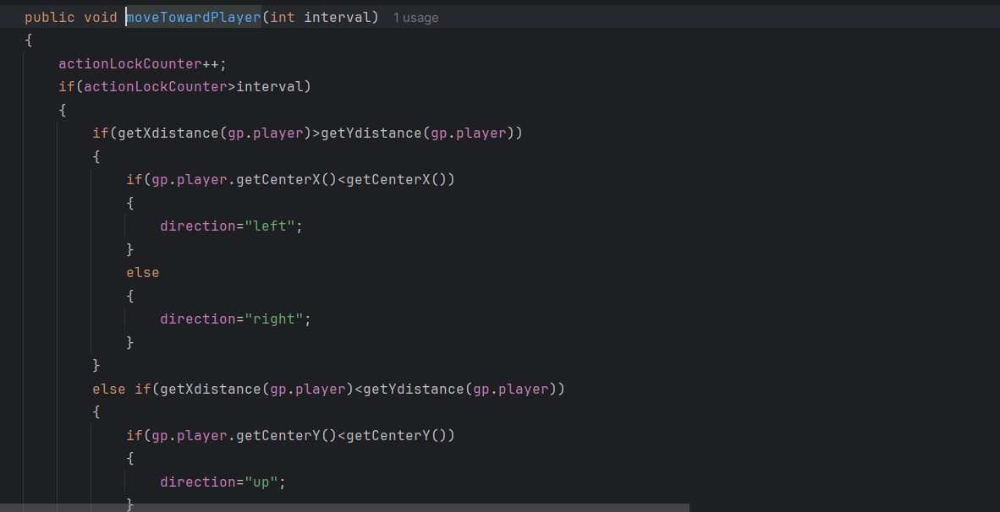 public void moveTowardPlayer(int interval) 1 usage
{
actionLockCounter++;
if(actionLockCounter>interval)
{
if(getXdistance(gp.player)>getYdistance(gp.player))
{
if(gp.player.getCenterX()<getCenterX())
{
direction="left";
}
else
{
direction="right";
}
}
else if(getXdistance(gp.player)<getYdistance(gp.player))
{
if(gp.player.getCenterY()<getCenterY())
{
direction="up";
}